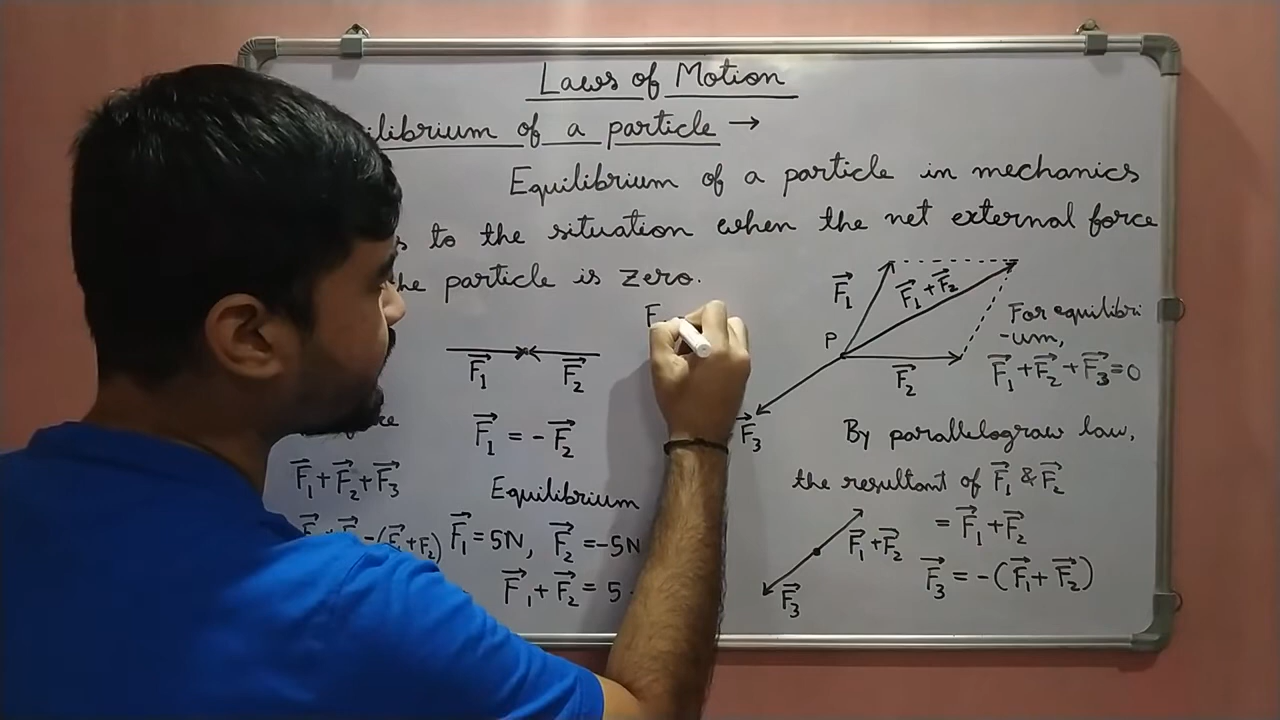 Laws of Motion
ilibrium of a particle →
Equilibrium of a particle in mechanics
s to the situation when the net external force
he particle is zero.
F⃗₁ F⃗₂
F⃗₁ = -F⃗₂
F⃗₁+F⃗₂+F⃗₃
Equilibrium
-(F⃗₁+F⃗₂)
F⃗₁ = 5N, F⃗₂ = -5N
F⃗₁ + F⃗₂ = 5
F
F⃗₁
F⃗₁+F⃗₂
P
F⃗₂
F⃗₃
For equilibri
-um,
F⃗₁+F⃗₂+F⃗₃=0
By parallelogram law,
the resultant of F⃗₁ & F⃗₂
= F⃗₁+F⃗₂
F⃗₁+F⃗₂
F⃗₃
F⃗₃ = -(F⃗₁+F⃗₂)